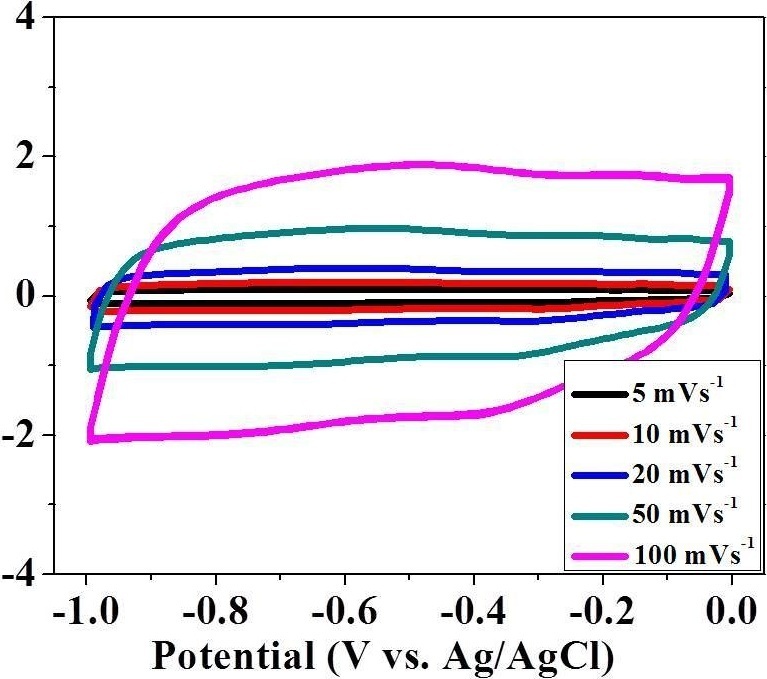 4
2
0
-2
-4
5 mVs⁻¹
10 mVs⁻¹
20 mVs⁻¹
50 mVs⁻¹
100 mVs⁻¹
-1.0 -0.8 -0.6 -0.4 -0.2 0.0
Potential (V vs. Ag/AgCl)